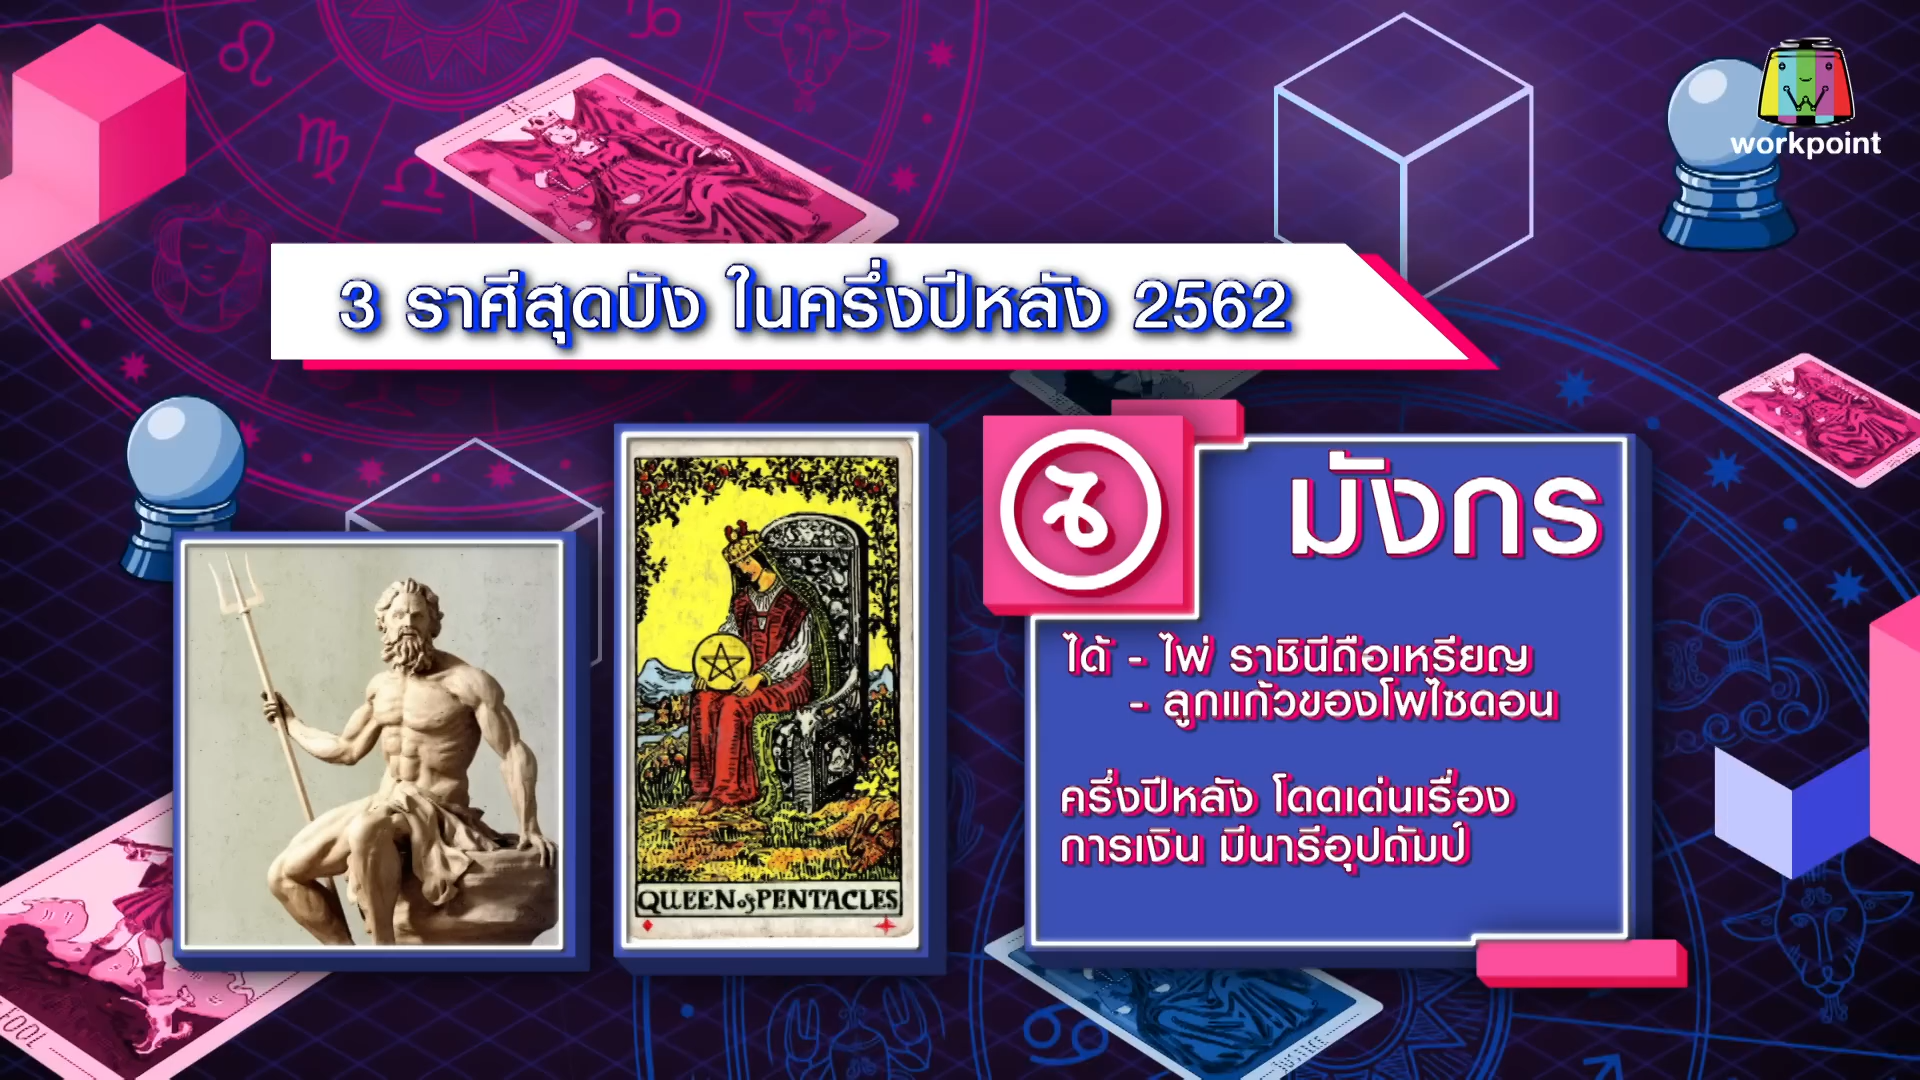 workpoint
3 ราศีสุดปัง ในครึ่งปีหลัง 2562
มังกร
ได้ - ไพ่ ราชินีถือเหรียญ
- ลูกแก้วของโพไซดอน
ครึ่งปีหลัง โดดเด่นเรื่อง
การเงิน มีนารีอุปถัมป์
QUEEN of PENTACLES
FOOL
JUSTICE